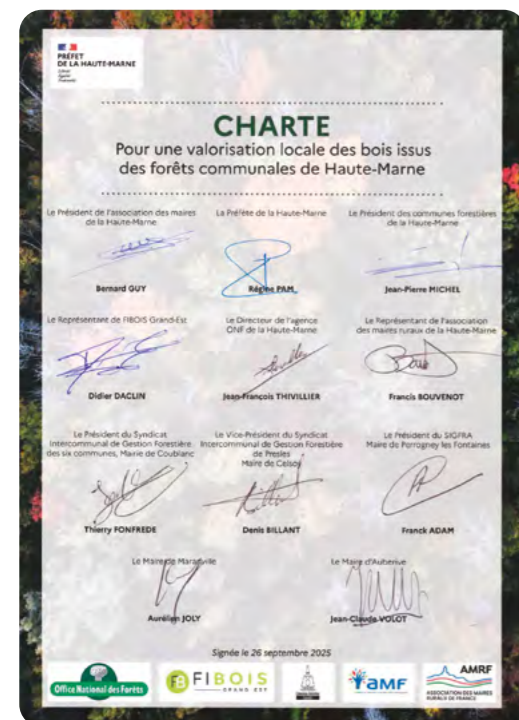 PRÉFET
DE LA HAUTE-MARNE
Liberté
Égalité
Fraternité
CHARTE
Pour une valorisation locale des bois issus
des forêts communales de Haute-Marne
Le Président de l'association des maires
de la Haute-Marne
La Préfète de la Haute-Marne
Le Président des communes forestières
de la Haute-Marne
Bernard GUY
Régine PAM
Jean-Pierre MICHEL
Le Représentant de FIBOIS Grand-Est
Le Directeur de l'agence
ONF de la Haute-Marne
Le Représentant de l'association
des maires ruraux de la Haute-Marne
Didier DACLIN
Jean-François THIVILLIER
Francis BOUVENOT
Le Président du Syndicat
Intercommunal de Gestion Forestière
des six communes, Mairie de Coublanc
Le Vice-Président du Syndicat
Intercommunal de Gestion Forestière
de Presles
Maire de Celsoy
Le Président du SIGFRA
Maire de Perrogney les Fontaines
Thierry FONFREDE
Denis BILLANT
Franck ADAM
Le Maire de Maranville
Le Maire d'Auberive
Aurélien JOLY
Jean-Claude VOLOT
Signée le 26 septembre 2025
Office National des Forêts
FIBOIS
GRAND EST
AMF
AMRF
ASSOCIATION DES MAIRES
RURAUX DE FRANCE